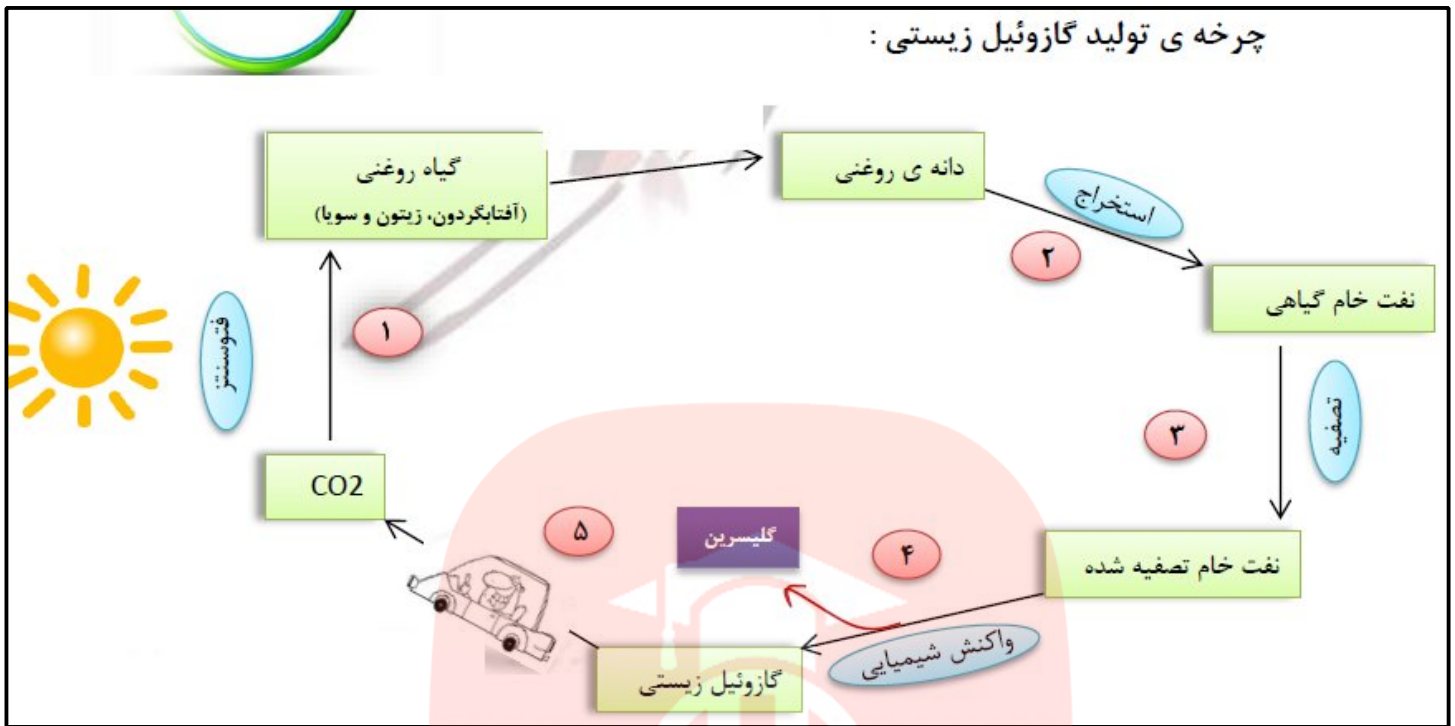 چرخه ی تولید گازوئیل زیستی :
گیاه روغنی
(آفتابگردون، زیتون و سویا)
دانه ی روغنی
استخراج
۲
نفت خام گیاهی
فتوسنتز
۱
تصفیه
۳
CO2
۵
گلیسرین
۴
نفت خام تصفیه شده
واکنش شیمیایی
گازوئیل زیستی